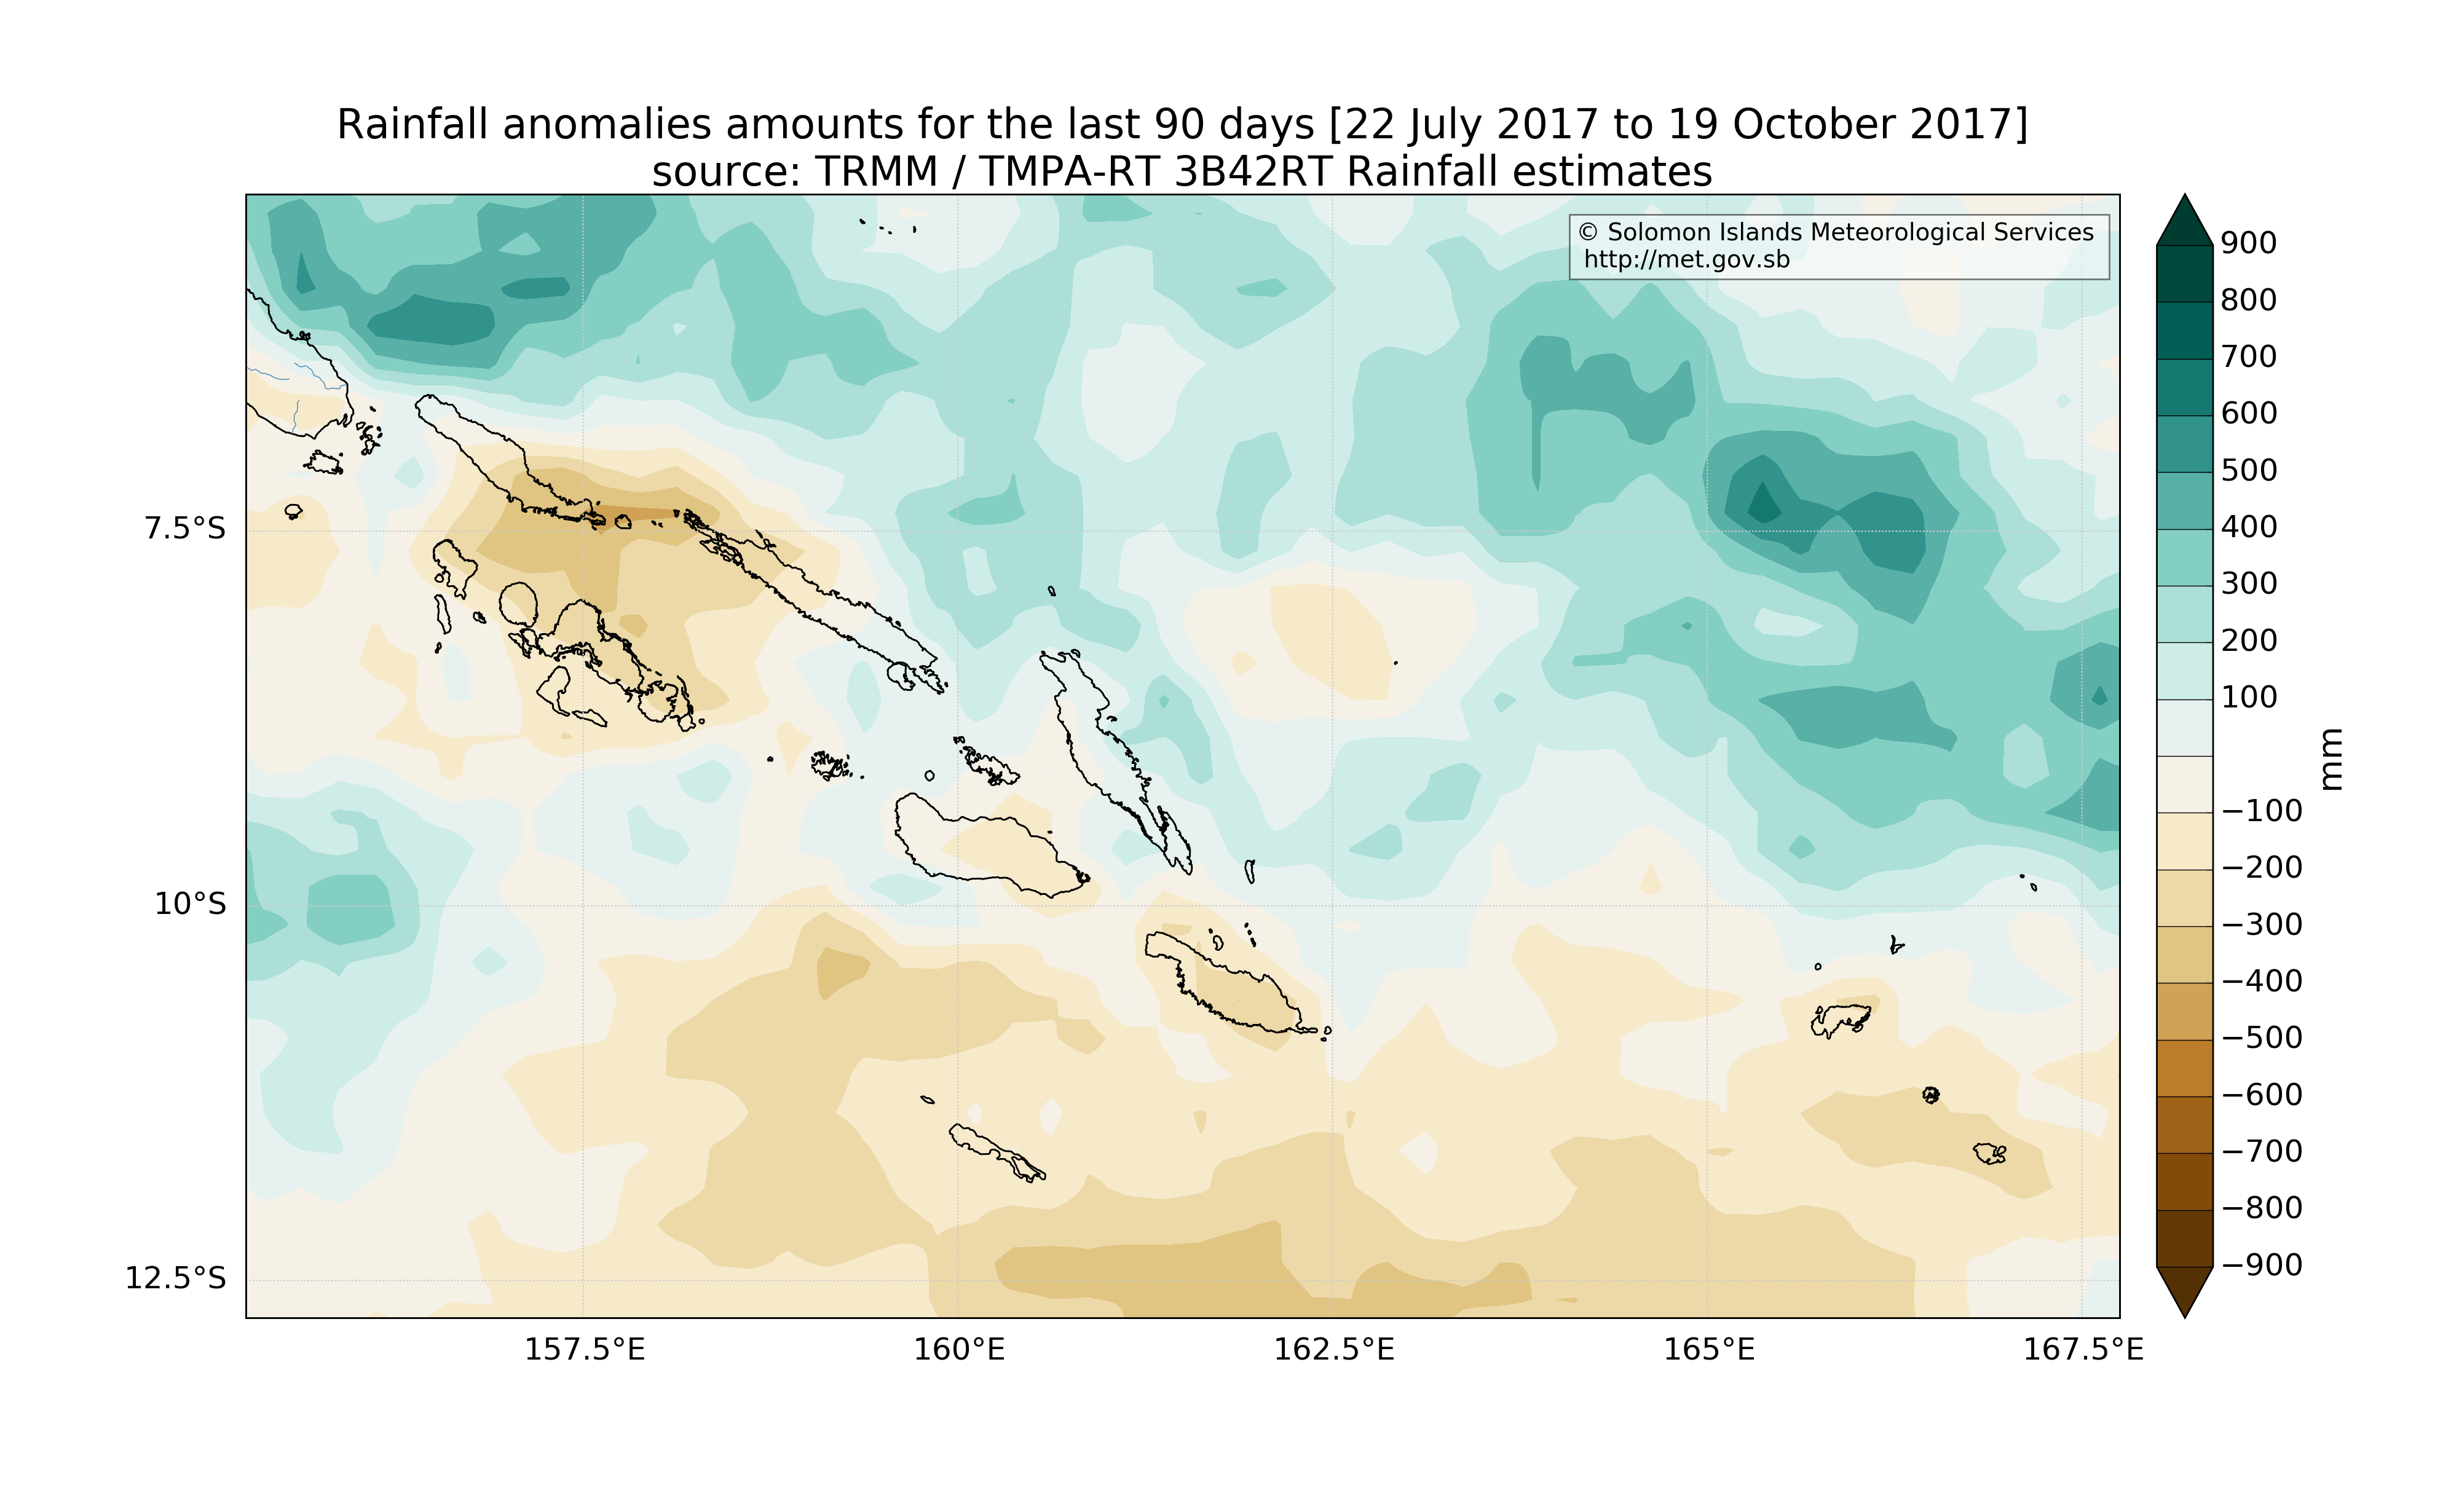 Rainfall anomalies amounts for the last 90 days [22 July 2017 to 19 October 2017]
source: TRMM / TMPA-RT 3B42RT Rainfall estimates
© Solomon Islands Meteorological Services
http://met.gov.sb
7.5°S
10°S
12.5°S
157.5°E
160°E
162.5°E
165°E
167.5°E
900
800
700
600
500
400
300
200
100
−100
−200
−300
−400
−500
−600
−700
−800
−900
mm